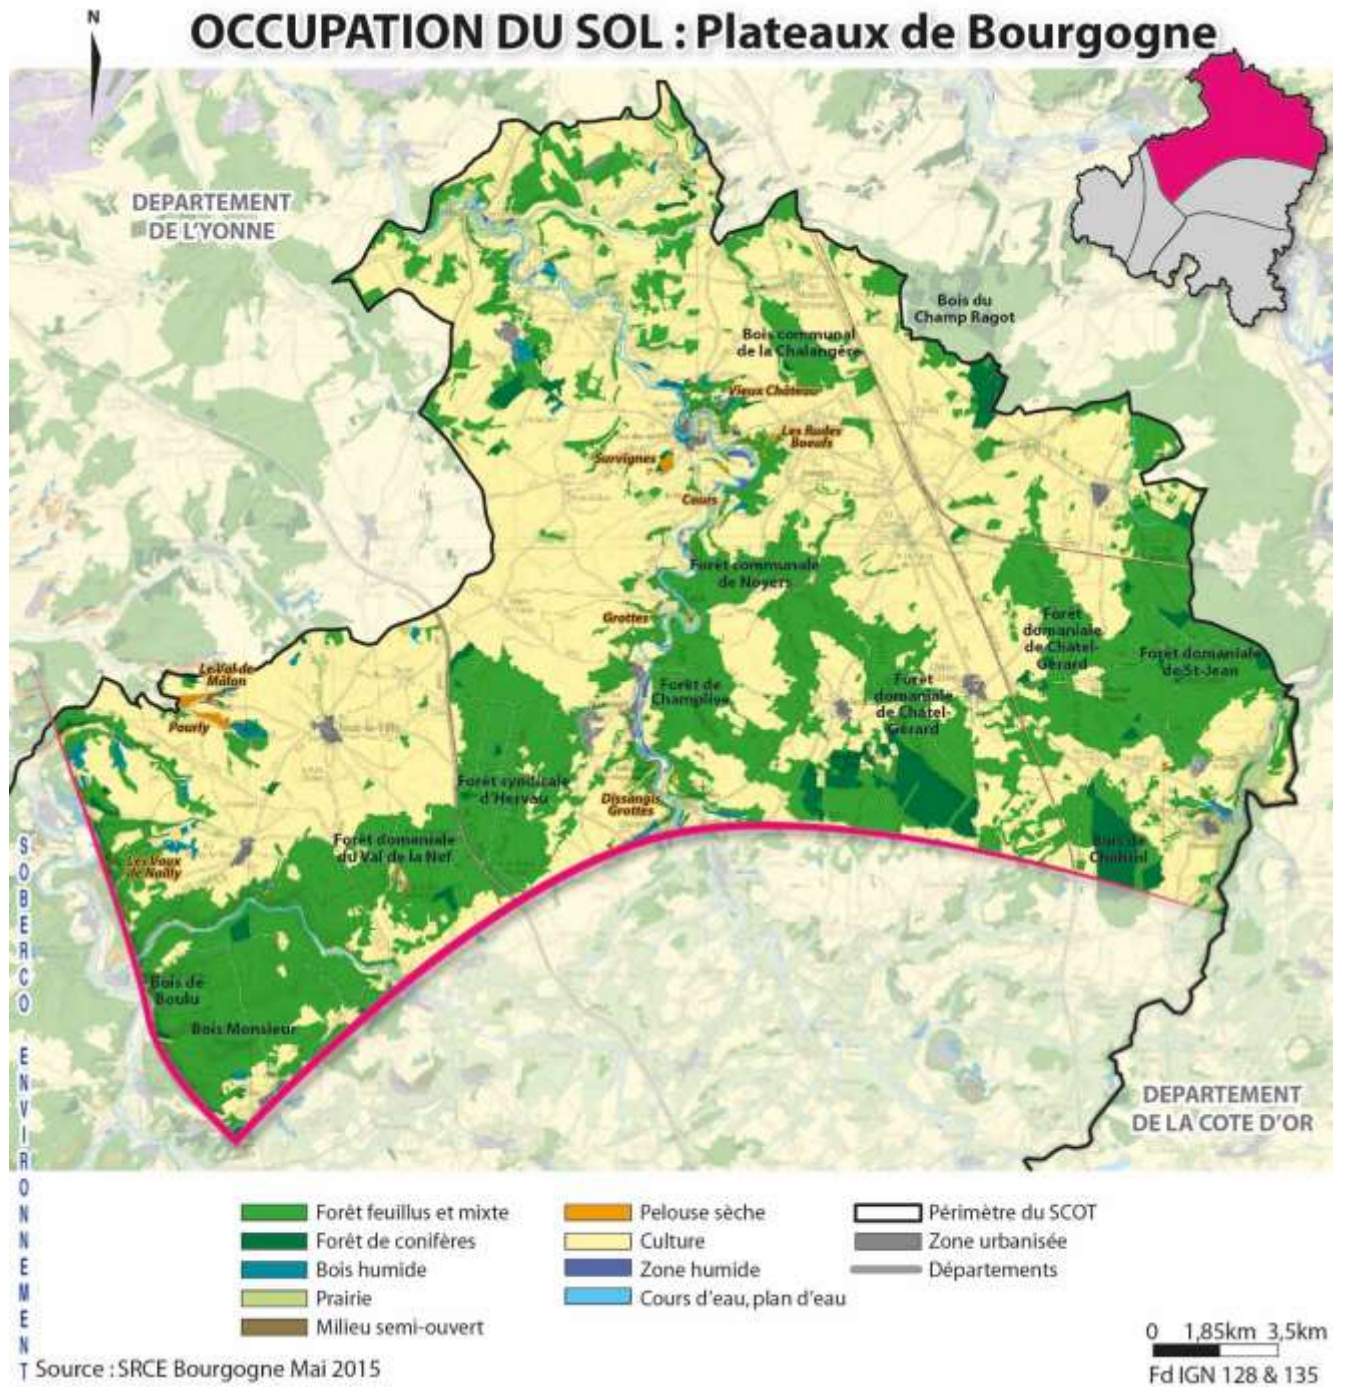 N
OCCUPATION DU SOL : Plateaux de Bourgogne
DEPARTEMENT
DE L'YONNE
Bois du
Champ Ragot
Bois communal
de la Chalangère
Vieux Château
Les Rudes
Boeufs
Survignes
Cours
Forêt communale
de Noyers
Grottes
Forêt
domaniale
de Châtel-
Gérard
Forêt domaniale
de St-Jean
Le Val de
Mâlon
Forêt de
Champlive
Forêt
domaniale
de Châtel-
Gérard
Pourly
Forêt syndicale
d'Hervau
Dissangis
Grottes
Forêt domaniale
du Val de la Nef
Bois de
Les Vaux
de Nailly
Bois de
Boulu
Bois Monsieur
DEPARTEMENT
DE LA COTE D'OR
SOBERCO ENVIRONNEMENT
Forêt feuillus et mixte
Forêt de conifères
Bois humide
Prairie
Milieu semi-ouvert
Pelouse sèche
Culture
Zone humide
Cours d'eau, plan d'eau
Périmètre du SCOT
Zone urbanisée
Départements
0 1,85km 3,5km
Fd IGN 128 & 135
Source : SRCE Bourgogne Mai 2015